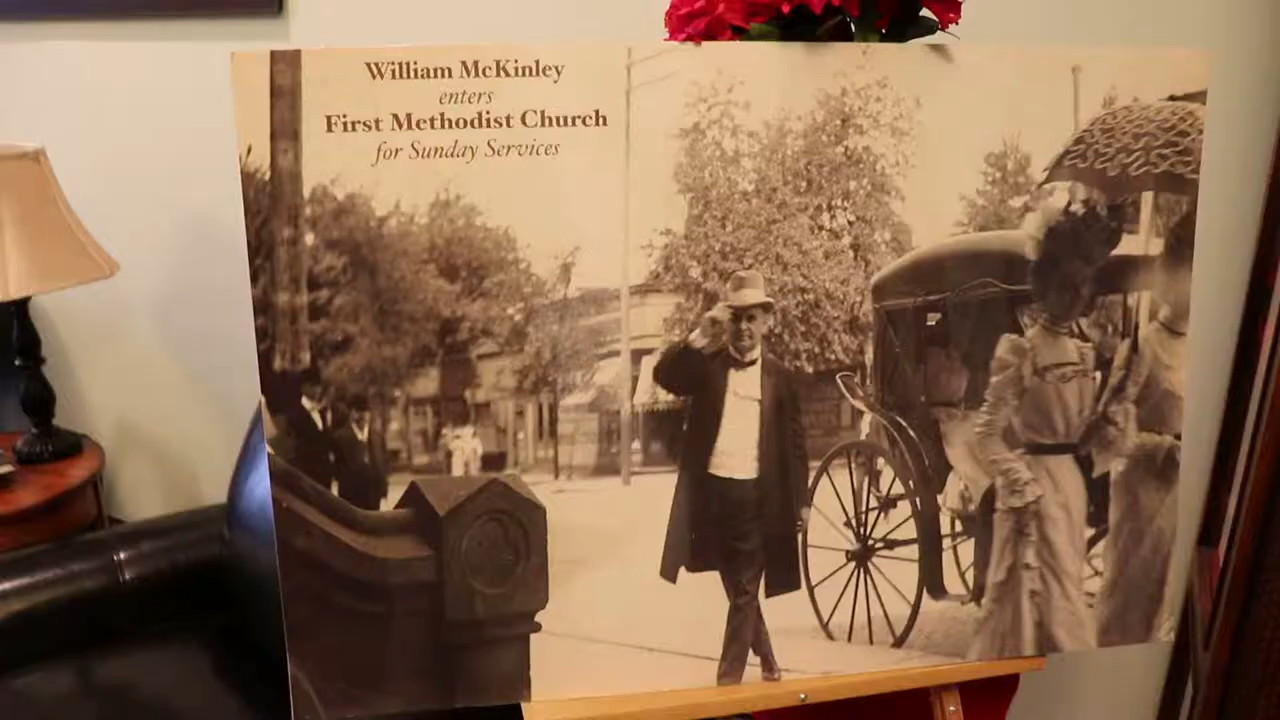 William McKinley
enters
First Methodist Church
for Sunday Services